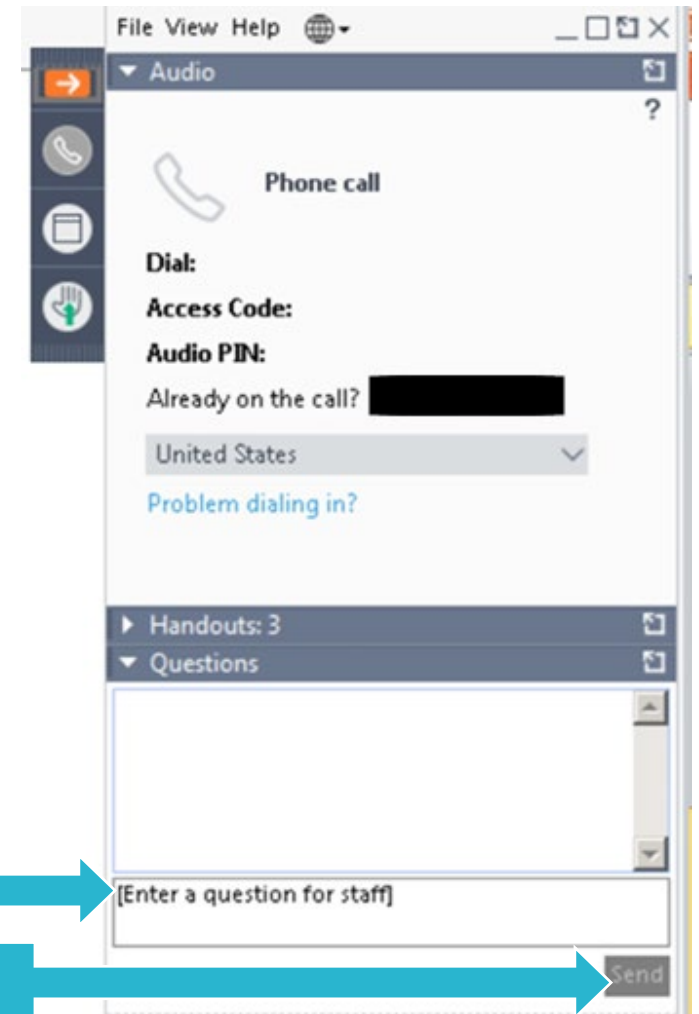 File View Help
Audio
?
Phone call
Dial:
Access Code:
Audio PIN:
Already on the call?
United States
Problem dialing in?
Handouts: 3
Questions
[Enter a question for staff]
Send